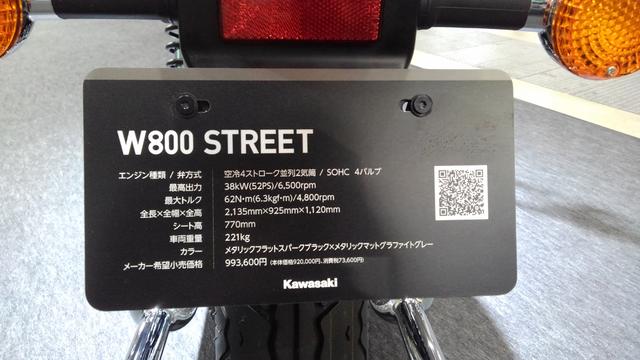 W800 STREET
エンジン種類 / 弁方式 空冷4ストローク並列2気筒 / SOHC 4バルブ
最高出力 38kW(52PS)/6,500rpm
最大トルク 62N・m(6.3kgf・m)/4,800rpm
全長×全幅×全高 2,135mm×925mm×1,120mm
シート高 770mm
車両重量 221kg
カラー メタリックフラットスパークブラック×メタリックマットグラファイトグレー
メーカー希望小売価格 993,600円 (本体価格920,000円、消費税73,600円)
Kawasaki